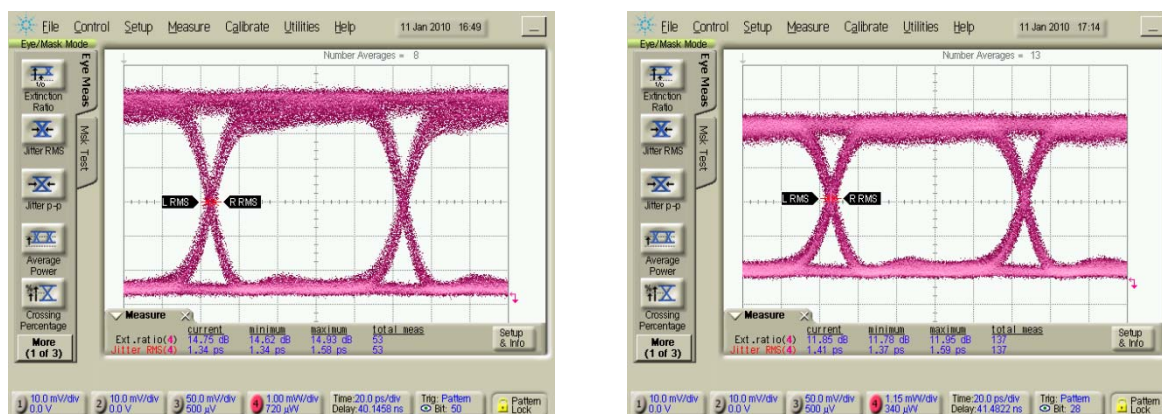 File Control Setup Measure Calibrate Utilities Help 11 Jan 2010 16:49
Eye/Mask Mode
Number Averages = 8
Eye Meas
Msk Test
Extinction
Ratio
Jitter RMS
Jitter p-p
Average
Power
Crossing
Percentage
More
(1 of 3)
L RMS R RMS
Measure
current minimum maximum total meas
Ext.ratio(4) 14.75 dB 14.62 dB 14.93 dB 53
Jitter RMS(4) 1.34 ps 1.34 ps 1.58 ps 53
Setup
& Info
1) 10.0 mV/div 2) 10.0 mV/div 3) 50.0 mV/div 4) 1.00 mW/div Time:20.0 ps/div Trig: Pattern Pattern
0.0 V 0.0 V 500 µV 720 µW Delay:40.1458 ns Bit: 50 Lock
File Control Setup Measure Calibrate Utilities Help 11 Jan 2010 17:14
Eye/Mask Mode
Number Averages = 13
Eye Meas
Msk Test
Extinction
Ratio
Jitter RMS
Jitter p-p
Average
Power
Crossing
Percentage
More
(1 of 3)
L RMS R RMS
Measure
current minimum maximum total meas
Ext.ratio(4) 11.85 dB 11.78 dB 11.95 dB 137
Jitter RMS(4) 1.41 ps 1.37 ps 1.59 ps 137
Setup
& Info
1) 10.0 mV/div 2) 10.0 mV/div 3) 50.0 mV/div 4) 1.15 mW/div Time:20.0 ps/div Trig: Pattern Pattern
0.0 V 0.0 V 500 µV 340 µW Delay:41.4822 ns Bit: 62 Lock